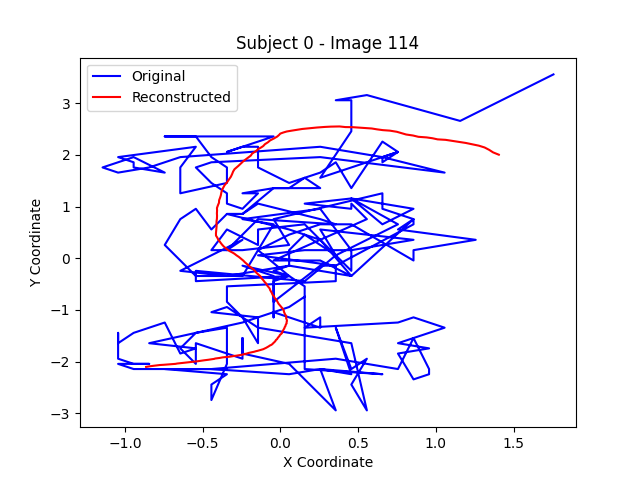 Subject 0 - Image 114
Original
Reconstructed
Y Coordinate
3
2
1
0
−1
−2
−3
−1.0 −0.5 0.0 0.5 1.0 1.5
X Coordinate